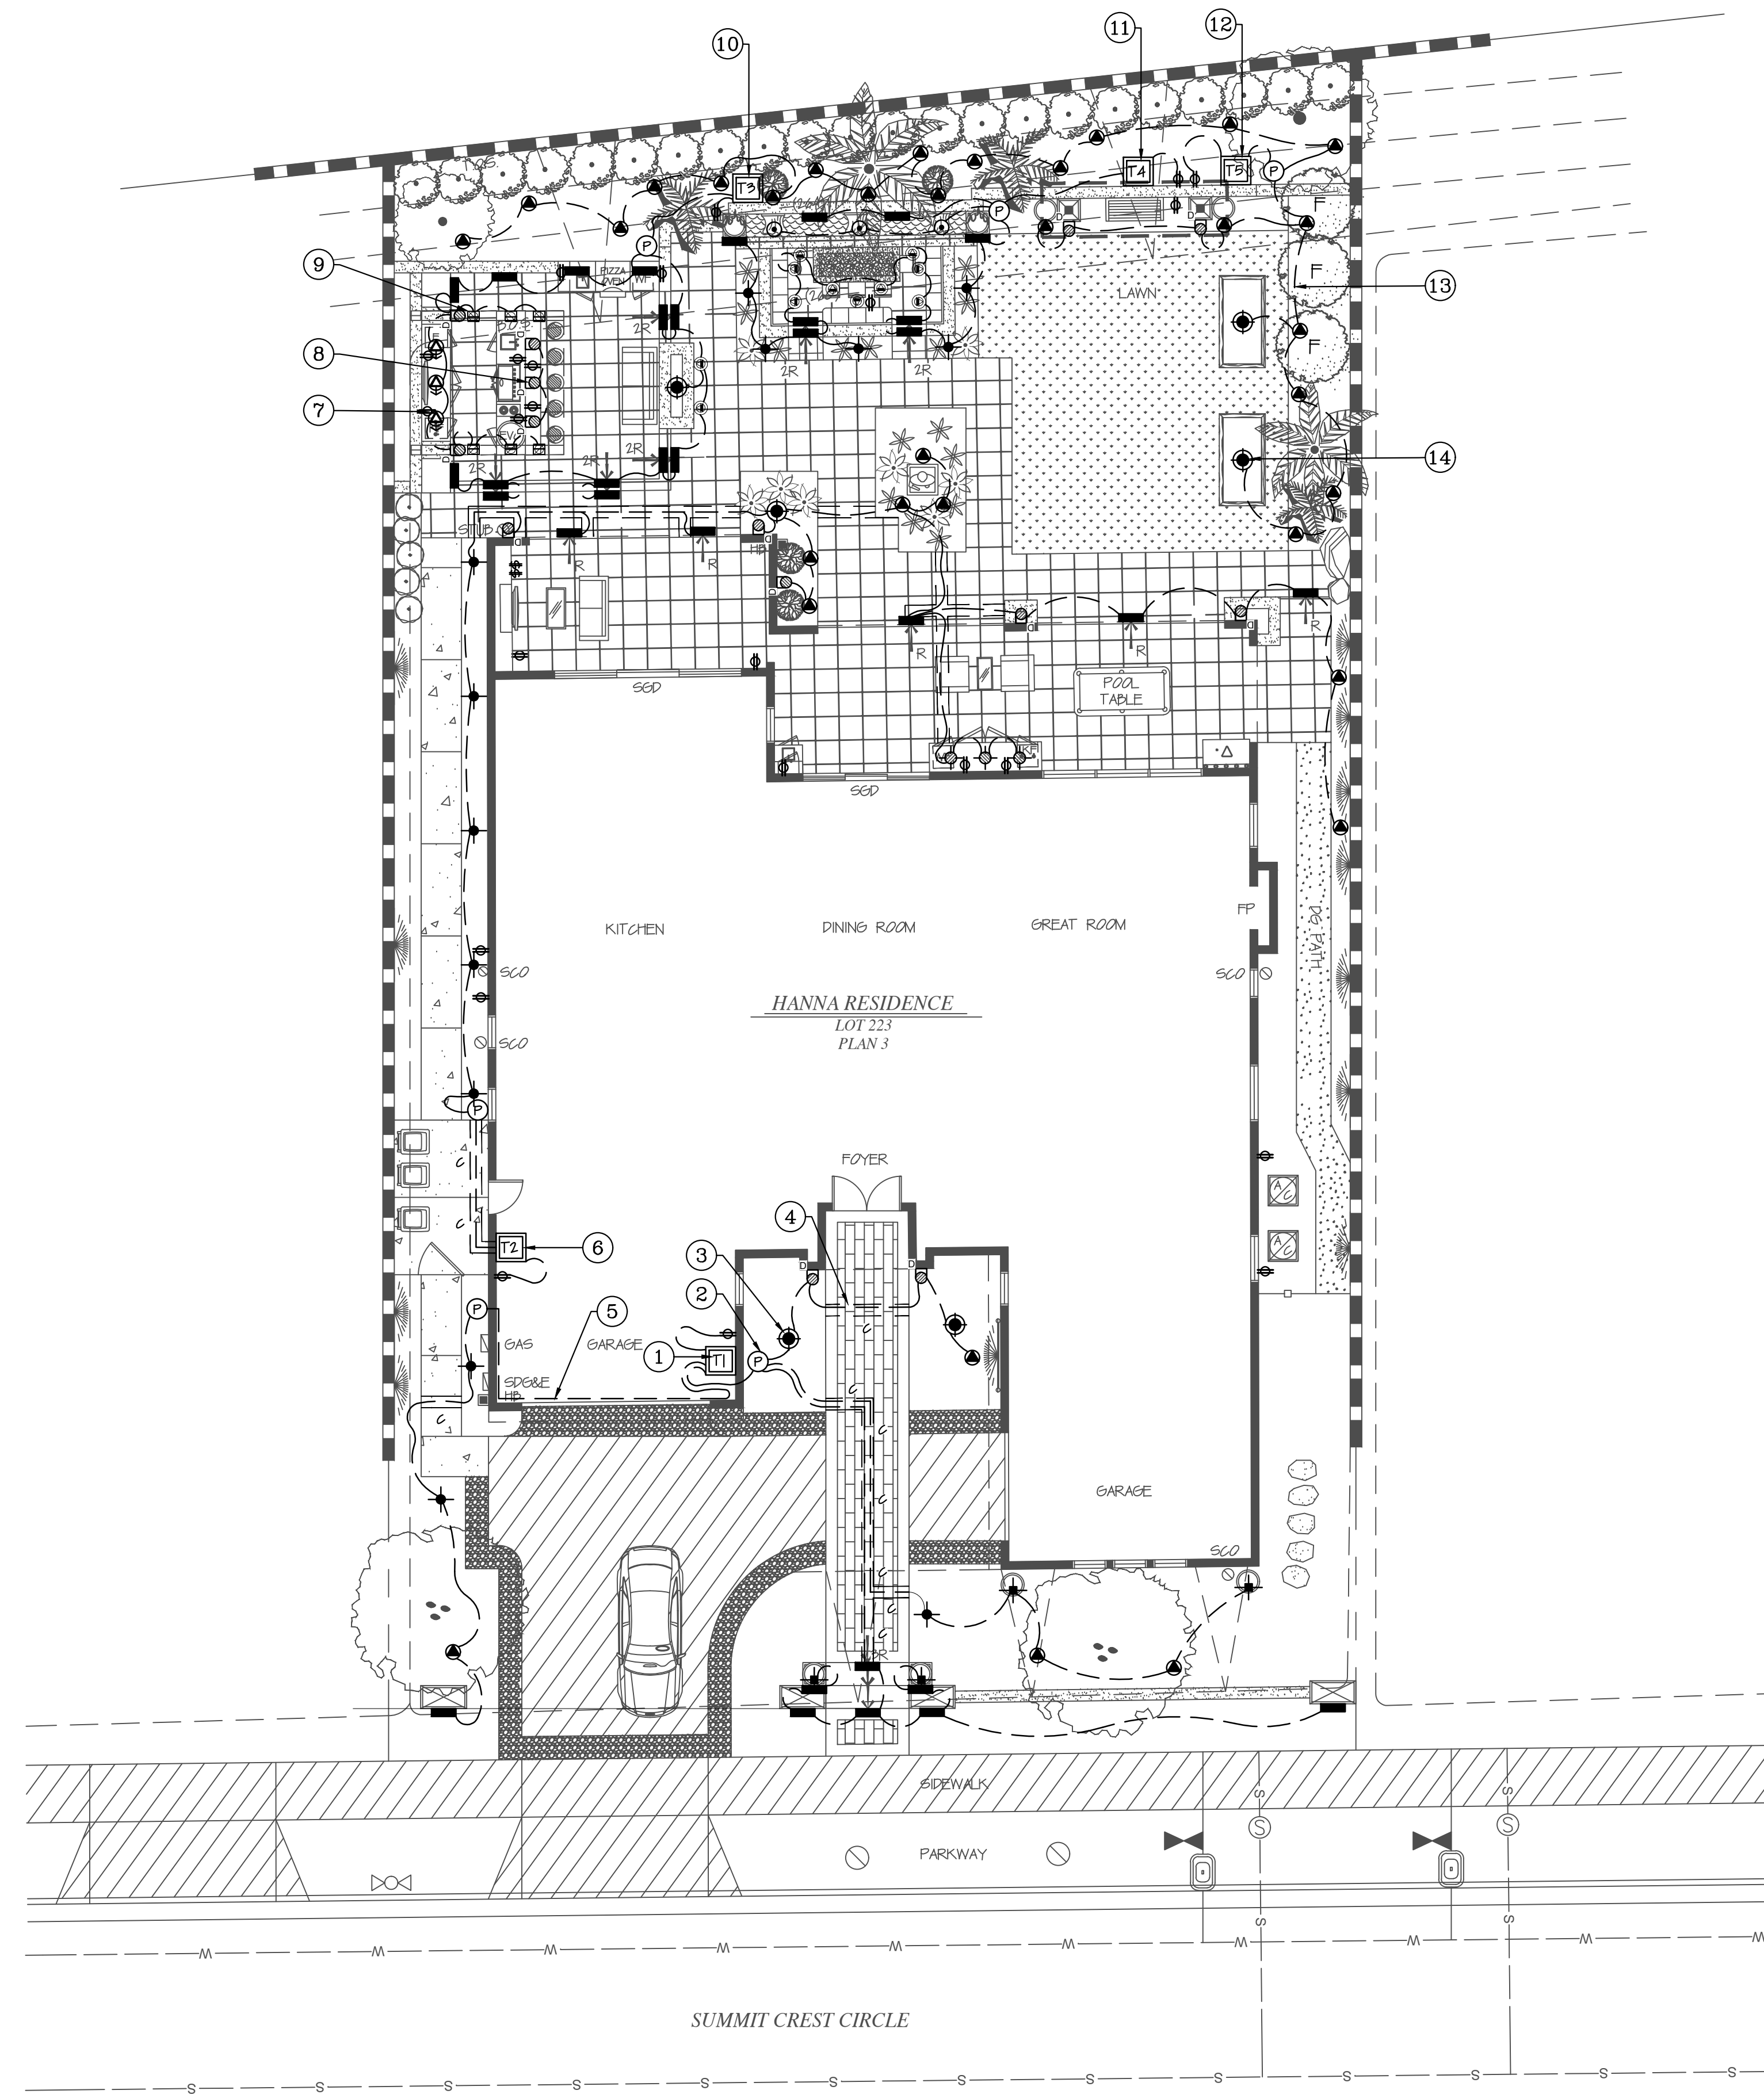 10
11
12
T3
T4
T5
P
P
P
9
PIZZA
OVEN
F
F
F
13
LAWN
B.O.S.
8
7
2R
2R
2R
2R
2R
2R
14
STUB
HB
R
R
R
R
R
SGD
POOL
TABLE
SGD
KITCHEN
DINING ROOM
GREAT ROOM
FP
DG PATH
SCO
SCO
SCO
HANNA RESIDENCE
LOT 223
PLAN 3
P
C
C
FOYER
A/C
A/C
T2
6
4
3
2
5
1
P
GAS
GARAGE
T1
P
SDG&E
HB
C
C
C
C
C
C
C
C
C
GARAGE
SCO
SIDEWALK
S
S
S
S
PARKWAY
S
S
W W W W W W W W W W
SUMMIT CREST CIRCLE
S S S S S S S S S S S S S